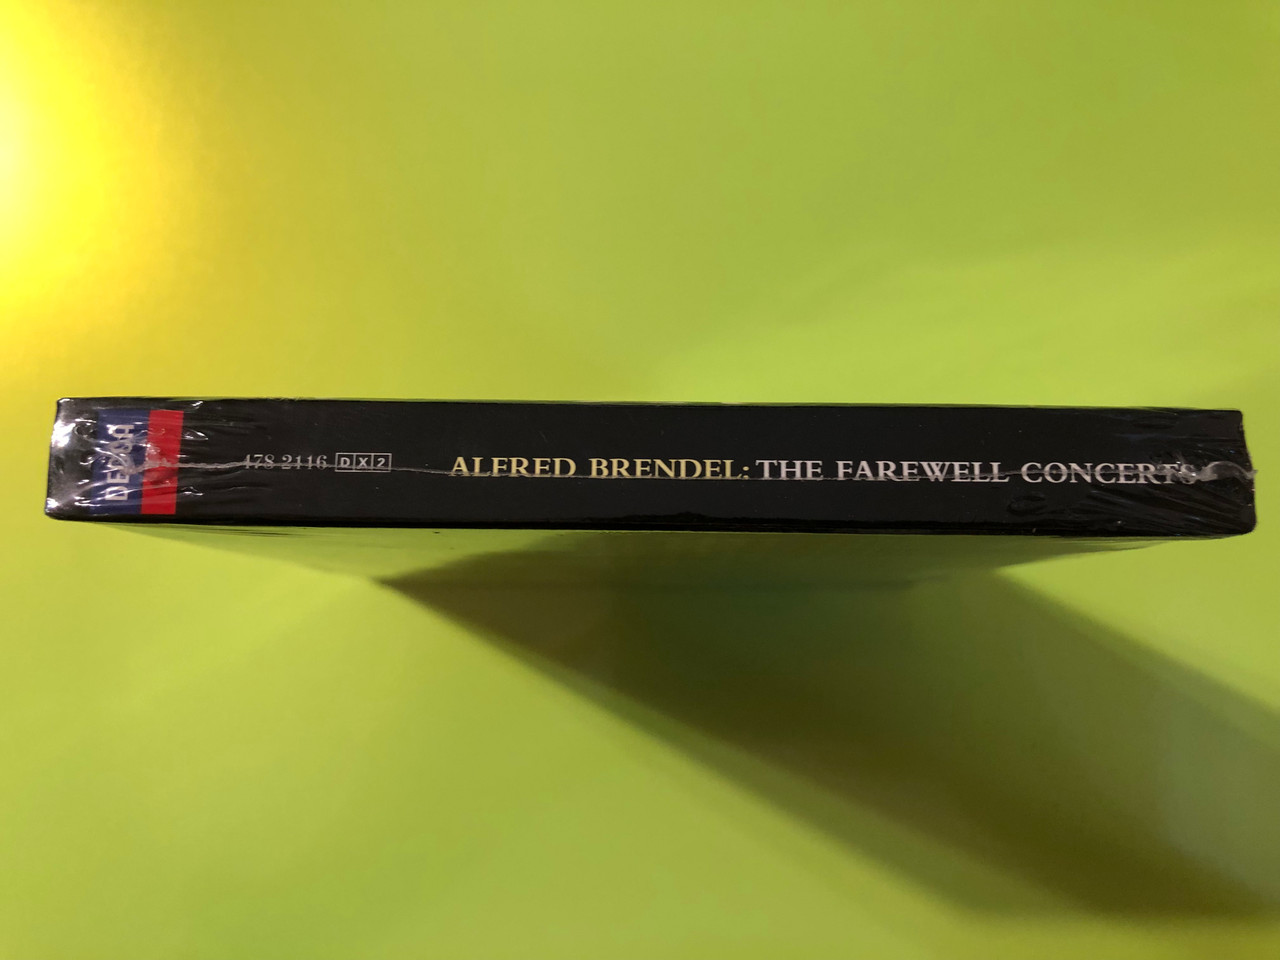 DECCA
478 2116 DX2
ALFRED BRENDEL: THE FAREWELL CONCERTS